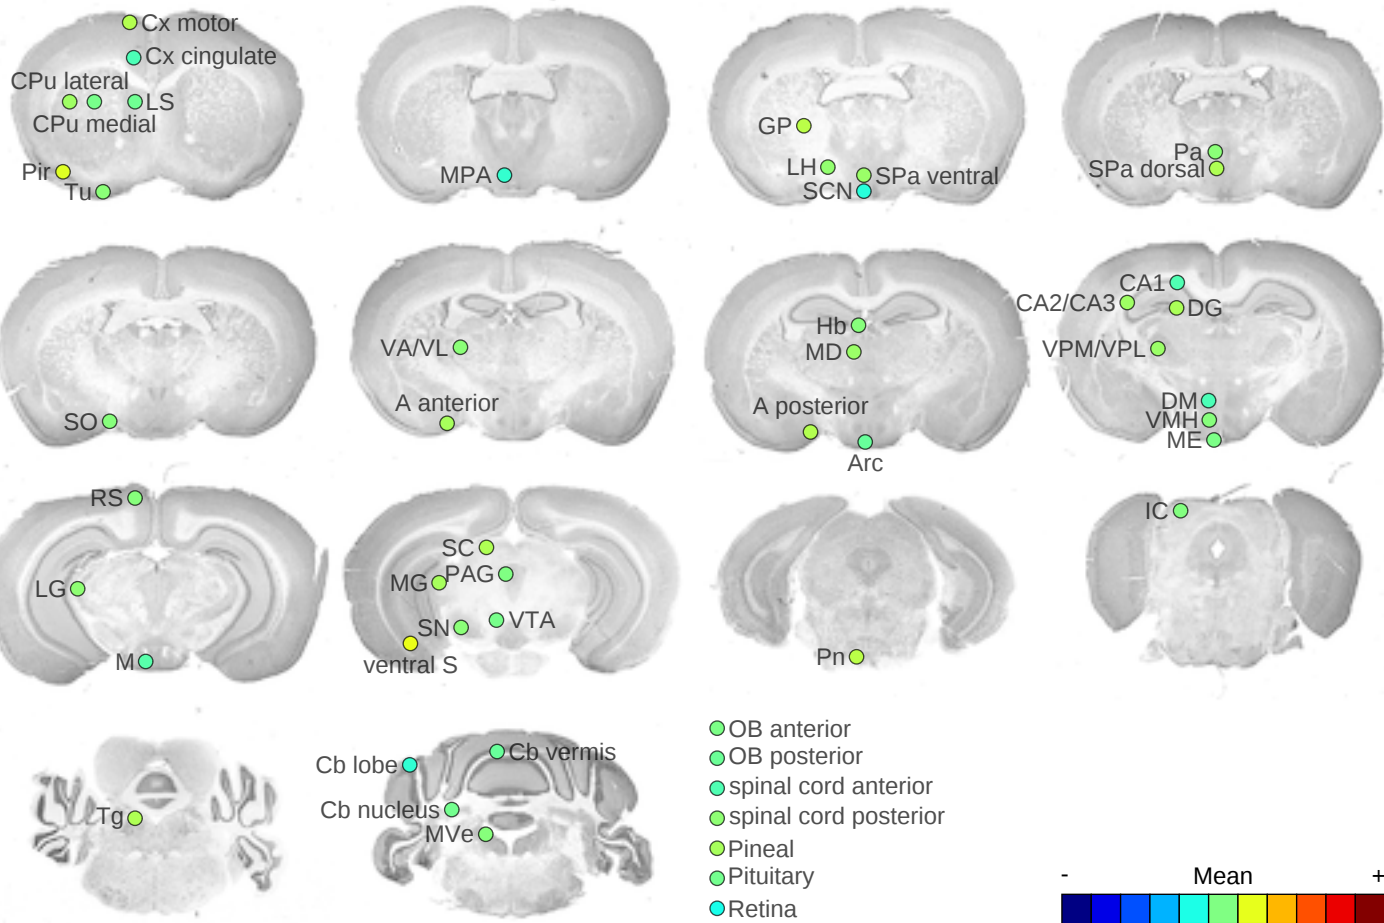 Cx motor
Cx cingulate
CPu lateral
LS
CPu medial
Pir
Tu
MPA
GP
LH
SPa ventral
SCN
Pa
SPa dorsal
SO
VA/VL
A anterior
Hb
MD
A posterior
Arc
CA1
CA2/CA3
DG
VPM/VPL
DM
VMH
ME
RS
LG
M
SC
MG
PAG
SN
VTA
ventral S
Pn
IC
Tg
Cb lobe
Cb vermis
Cb nucleus
MVe
OB anterior
OB posterior
spinal cord anterior
spinal cord posterior
Pineal
Pituitary
Retina
- Mean +